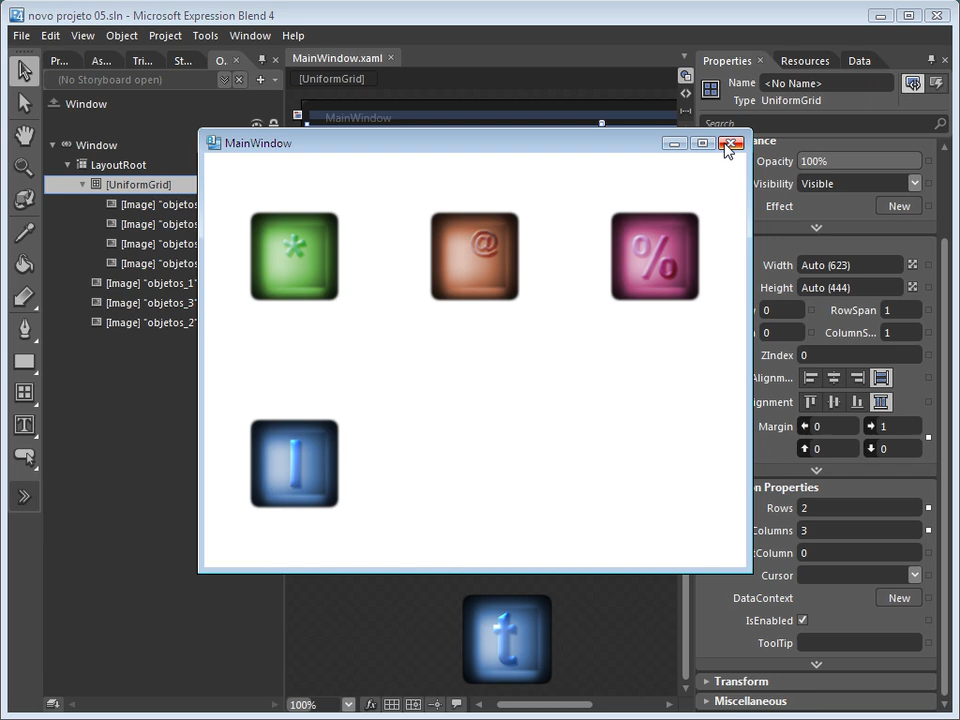 novo projeto 05.sln - Microsoft Expression Blend 4
File Edit View Object Project Tools Window Help
Pr... As... Tri... St... O.
(No Storyboard open)
Window
Window
LayoutRoot
[UniformGrid]
[Image] "objetos
[Image] "objetos
[Image] "objetos
[Image] "objetos
[Image] "objetos_1"
[Image] "objetos_3"
[Image] "objetos_2"
MainWindow.xaml
[UniformGrid]
MainWindow
MainWindow
*
@
%
l
t
100%
fx
Properties Resources Data
Name <No Name>
Type UniformGrid
Search
ance
Opacity 100%
Visibility Visible
Effect New
Width Auto (623)
Height Auto (444)
0 RowSpan 1
0 ColumnS... 1
ZIndex 0
Alignm...
ignment
Margin 0 1
0 0
on Properties
Rows 2
Columns 3
tColumn 0
Cursor
DataContext New
IsEnabled
ToolTip
Transform
Miscellaneous